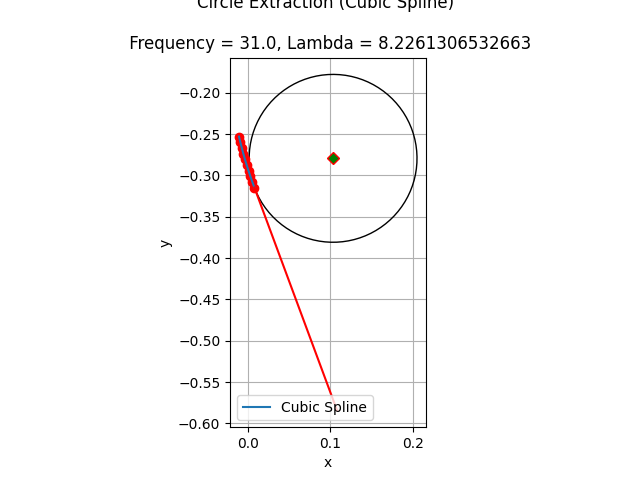 Circle Extraction (Cubic Spline)
Frequency = 31.0, Lambda = 8.2261306532663
−0.20
−0.25
−0.30
−0.35
−0.40
−0.45
−0.50
−0.55
−0.60
y
Cubic Spline
0.0 0.1 0.2
x